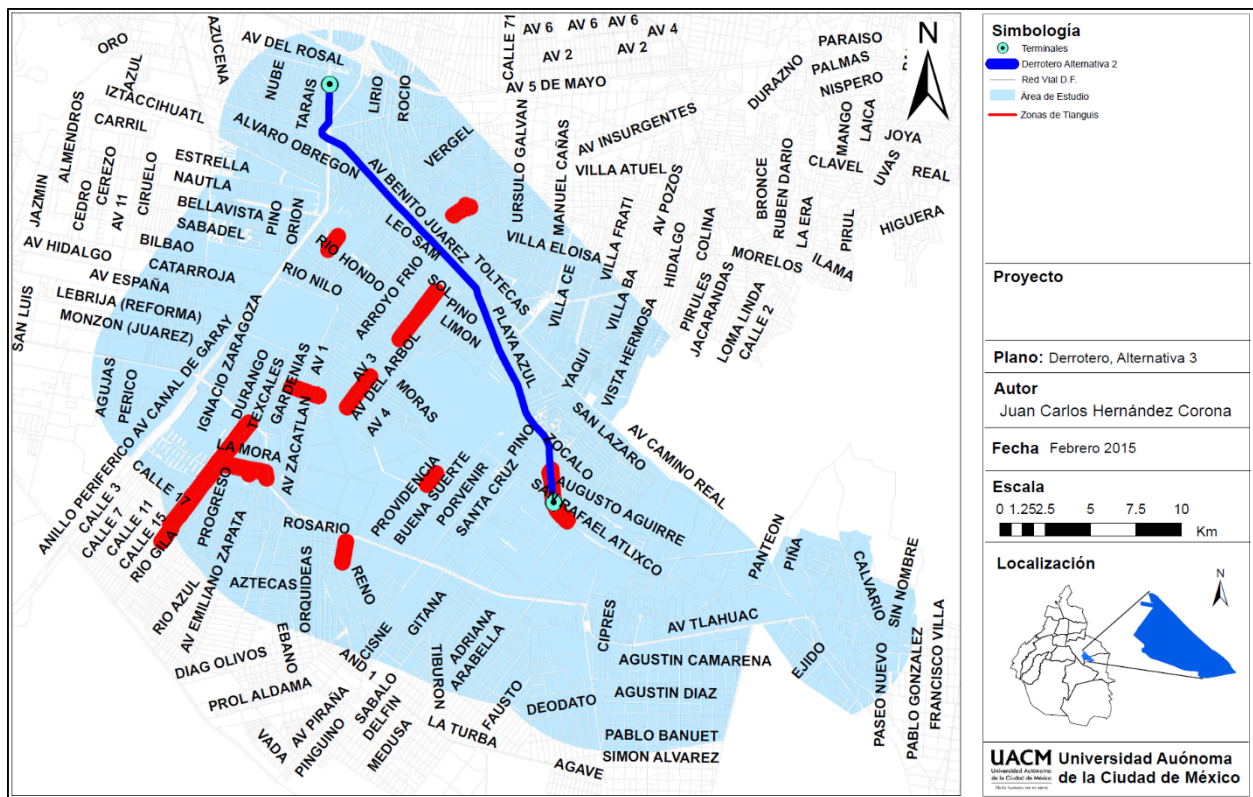 ORO
AZUL
AZUCENA
AV DEL ROSAL
NUBE
TARAIS
LIRIO
ROCIO
CALLE 71
AV 6
AV 6
AV 6
AV 4
AV 2
AV 2
AV 5 DE MAYO
DURAZNO
PARAISO
PALMAS
NISPERO
MANGO
LAICA
JOYA
UVAS
REAL
CLAVEL
HIGUERA
IZTACCIHUATL
ALMENDROS
CARRIL
ALVARO OBREGON
VERGEL
AV INSURGENTES
URSULO GALVAN
MANUEL CAÑAS
VILLA ATUEL
AV POZOS
BRONCE
RUBEN DARIO
LA ERA
PIRUL
ILAMA
MORELOS
ESTRELLA
NAUTLA
BELLAVISTA
SABADEL
PINO
ORION
JAZMIN
CEDRO
CEREZO
AV 11
CIRUELO
AV BENITO JUAREZ
LEO SAM
TOLTECAS
VILLA ELOISA
VILLA FRATI
HIDALGO
COLINA
AV HIDALGO
BILBAO
CATARROJA
AV ESPAÑA
LEBRIJA (REFORMA)
MONZON (JUAREZ)
SAN LUIS
RIO HONDO
RIO NILO
ARROYO FRIO
SOL
PINO
LIMON
PLAYA AZUL
VILLA CE
VILLA BA
VISTA HERMOSA
PIRULES
JACARANDAS
LOMA LINDA
CALLE 2
YAQUI
AGUJAS
PERICO
ANILLO PERIFERICO AV CANAL DE GARAY
IGNACIO ZARAGOZA
DURANGO
TEXCALES
GARDENIAS
AV 1
AV 3
AV DEL ARBOL
AV 4
MORAS
AV ZACATLAN
LA MORA
SAN LAZARO
AV CAMINO REAL
PINO
ZOCALO
AUGUSTO AGUIRRE
SAN RAFAEL ATLIXCO
PROVIDENCIA
BUENA SUERTE
PORVENIR
SANTA CRUZ
CALLE 17
CALLE 3
CALLE 7
CALLE 11
CALLE 15
RIO GILA
PROGRESO
ROSARIO
RIO AZUL
AV EMILIANO ZAPATA
AZTECAS
ORQUIDEAS
RENO
PANTEON
PIÑA
CALVARIO
SIN NOMBRE
DIAG OLIVOS
EBANO
PROL ALDAMA
VADA
AND 1
CISNE
GITANA
ADRIANA
ARABELLA
TIBURON
AV PIRAÑA
PINGUINO
SABALO
DELFIN
MEDUSA
LA TURBA
FAUSTO
DEODATO
CIPRES
AV TLAHUAC
AGUSTIN CAMARENA
AGUSTIN DIAZ
PABLO BANUET
SIMON ALVAREZ
AGAVE
EJIDO
PASEO NUEVO
PABLO GONZALEZ
FRANCISCO VILLA
N
Simbología
Terminales
Derrotero Alternativa 2
Red Vial D.F.
Área de Estudio
Zonas de Tianguis
Proyecto
Plano: Derrotero, Alternativa 3
Autor
Juan Carlos Hernández Corona
Fecha Febrero 2015
Escala
0 1.252.5 5 7.5 10
Km
Localización
N
UACM Universidad Auónoma
de la Ciudad de México
Universidad Autónoma
de la Ciudad de México
Nada humano me es ajeno